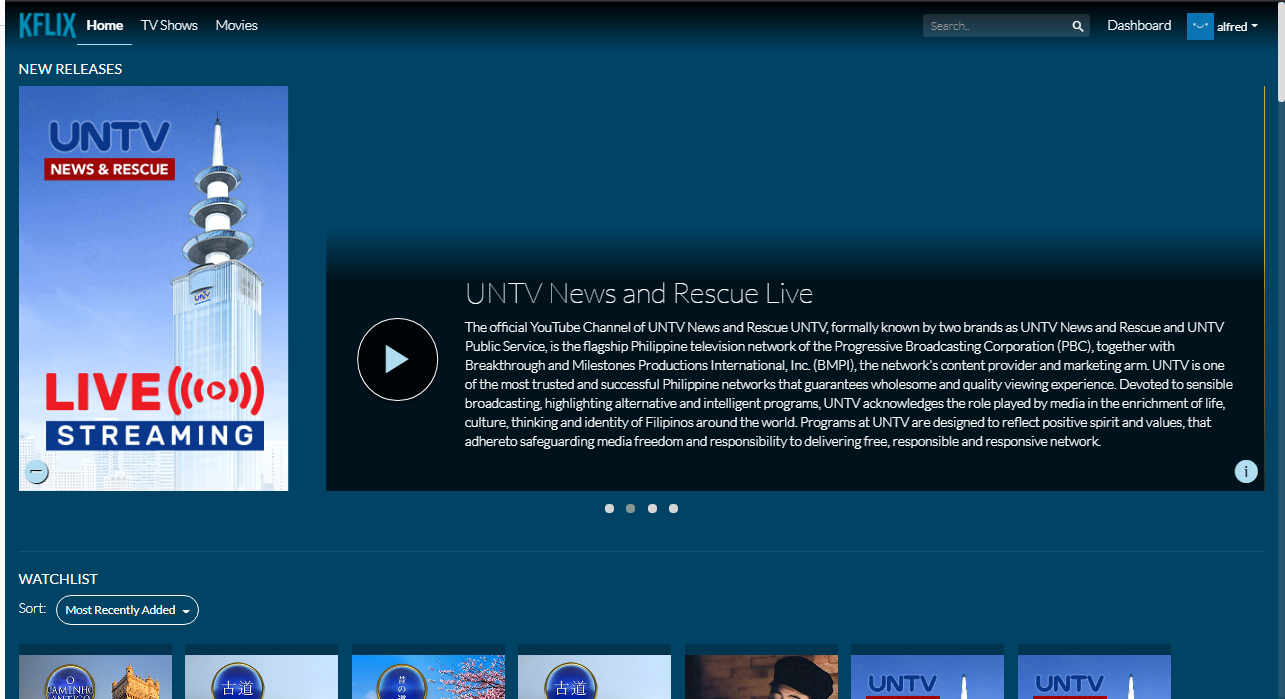 KFLIX Home TV Shows Movies Search.. Dashboard alfred
NEW RELEASES
UNTV
NEWS & RESCUE
UNTV
LIVE
STREAMING
UNTV News and Rescue Live
The official YouTube Channel of UNTV News and Rescue UNTV, formally known by two brands as UNTV News and Rescue and UNTV
Public Service, is the flagship Philippine television network of the Progressive Broadcasting Corporation (PBC), together with
Breakthrough and Milestones Productions International, Inc. (BMPI), the network's content provider and marketing arm. UNTV is one
of the most trusted and successful Philippine networks that guarantees wholesome and quality viewing experience. Devoted to sensible
broadcasting, highlighting alternative and intelligent programs, UNTV acknowledges the role played by media in the enrichment of life,
culture, thinking and identity of Filipinos around the world. Programs at UNTV are designed to reflect positive spirit and values, that
adhereto safeguarding media freedom and responsibility to delivering free, responsible and responsive network.
i
WATCHLIST
Sort: Most Recently Added
O
CAMINHO
古道
昔の
古道
UNTV
UNTV